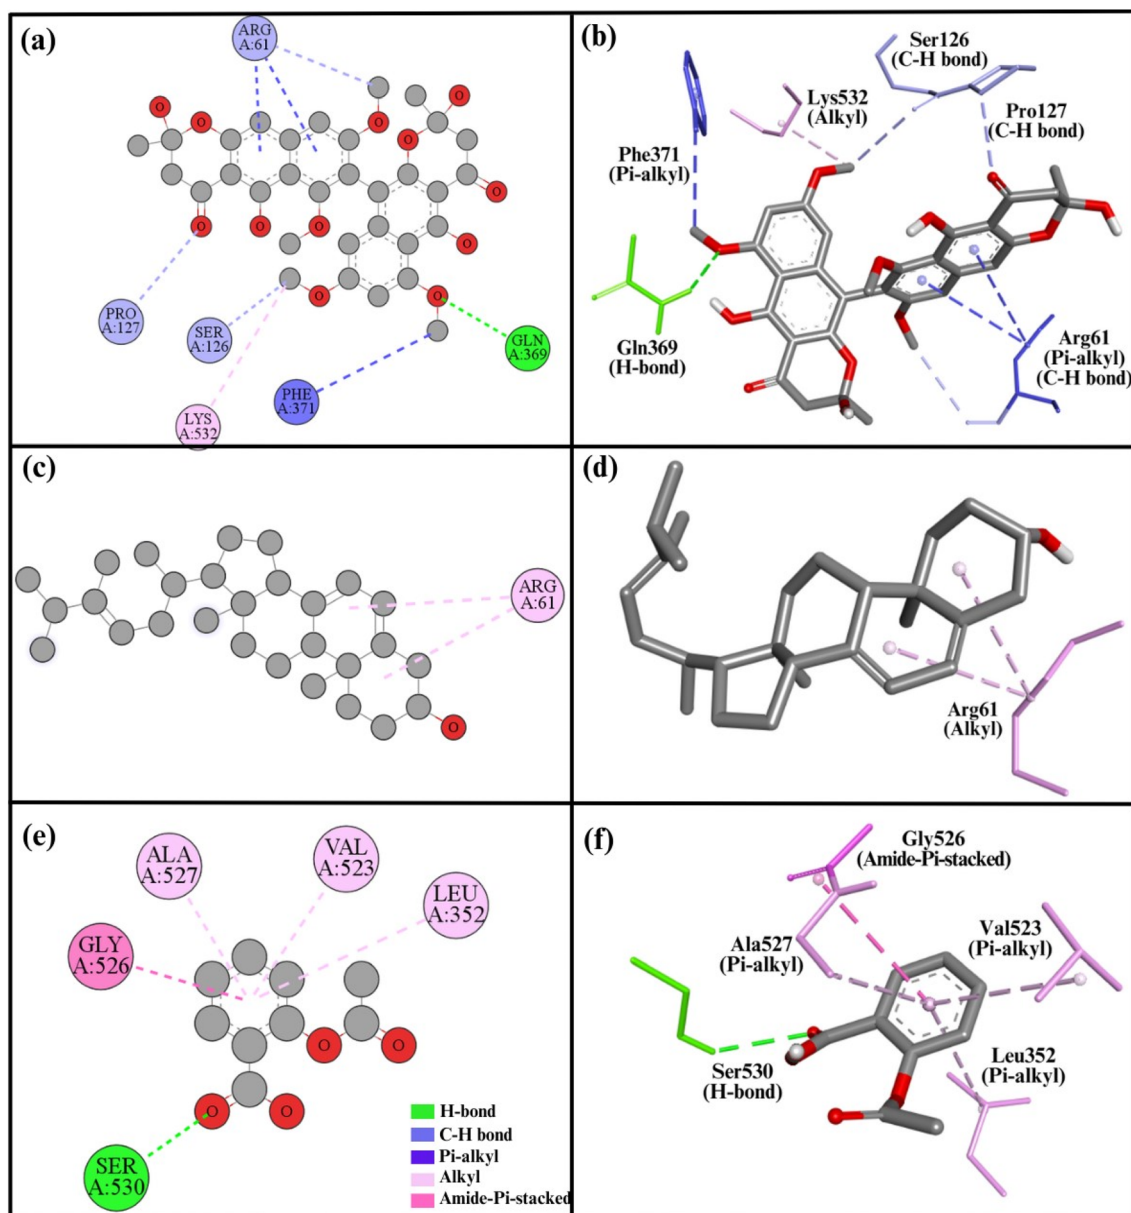 (a)
ARG
A:61
O
O
O
O
O
O
O
O
O
O
O
O
PRO
A:127
SER
A:126
LYS
A:532
PHE
A:371
GLN
A:369
(b)
Ser126
(C-H bond)
Lys532
(Alkyl)
Pro127
(C-H bond)
Phe371
(Pi-alkyl)
Gln369
(H-bond)
Arg61
(Pi-alkyl)
(C-H bond)
(c)
ARG
A:61
O
(d)
Arg61
(Alkyl)
(e)
ALA
A:527
VAL
A:523
LEU
A:352
GLY
A:526
O
O
O
O
SER
A:530
H-bond
C-H bond
Pi-alkyl
Alkyl
Amide-Pi-stacked
(f)
Gly526
(Amide-Pi-stacked)
Ala527
(Pi-alkyl)
Val523
(Pi-alkyl)
Ser530
(H-bond)
Leu352
(Pi-alkyl)